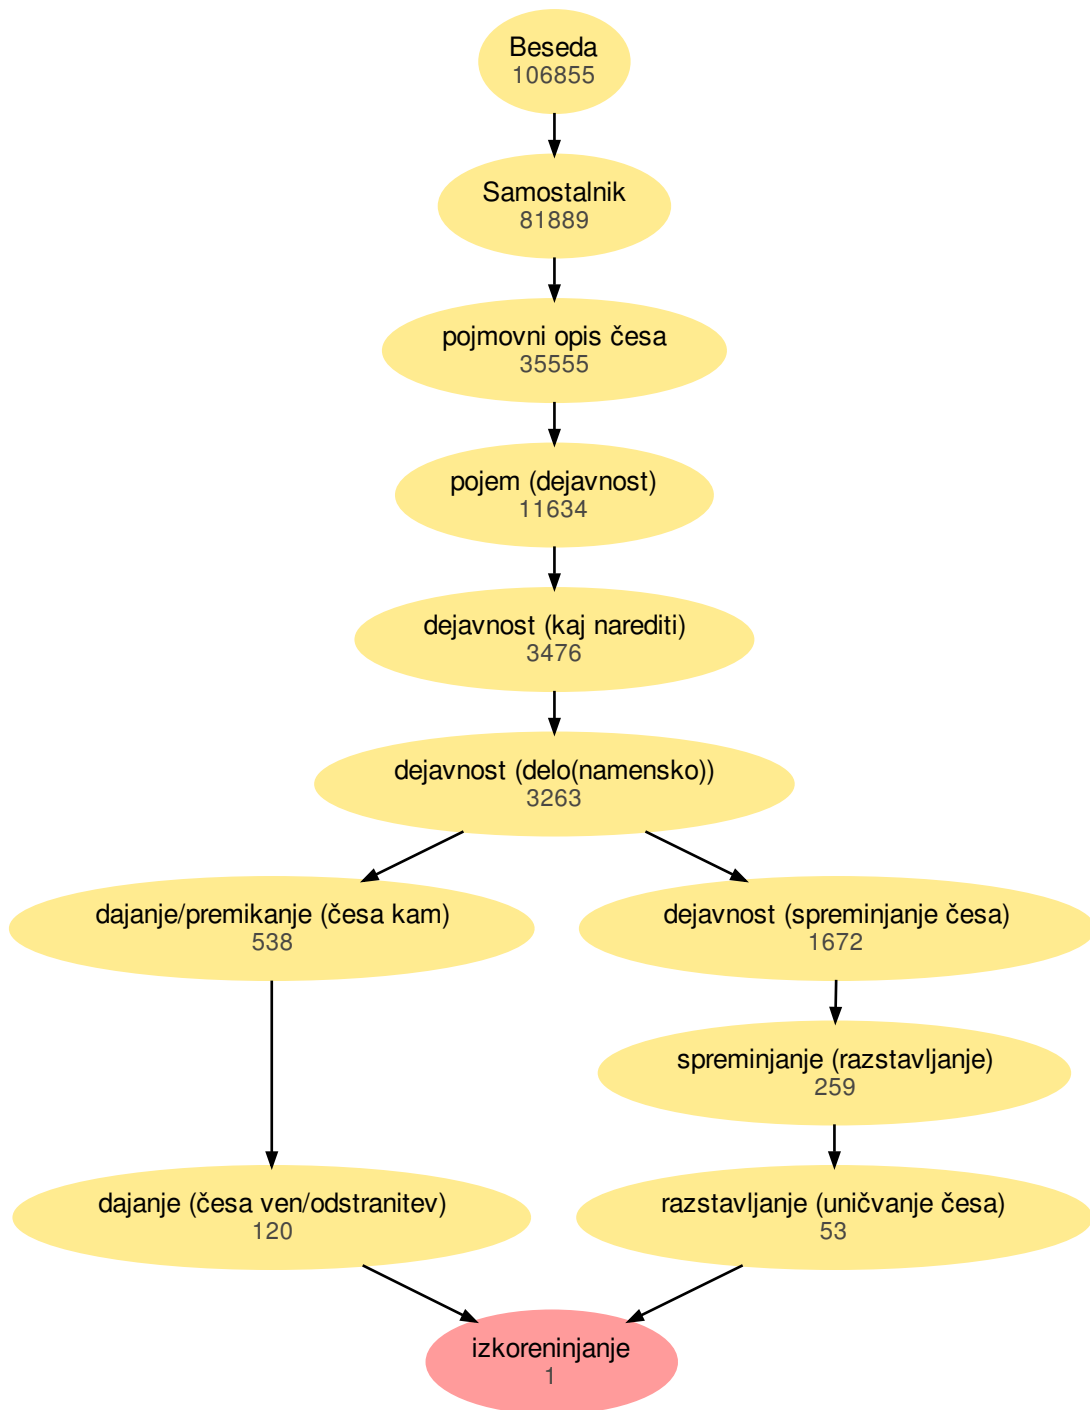 Beseda
106855
Samostalnik
81889
pojmovni opis česa
35555
pojem (dejavnost)
11634
dejavnost (kaj narediti)
3476
dejavnost (delo(namensko))
3263
dajanje/premikanje (česa kam)
538
dejavnost (spreminjanje česa)
1672
spreminjanje (razstavljanje)
259
dajanje (česa ven/odstranitev)
120
razstavljanje (uničvanje česa)
53
izkoreninjanje
1